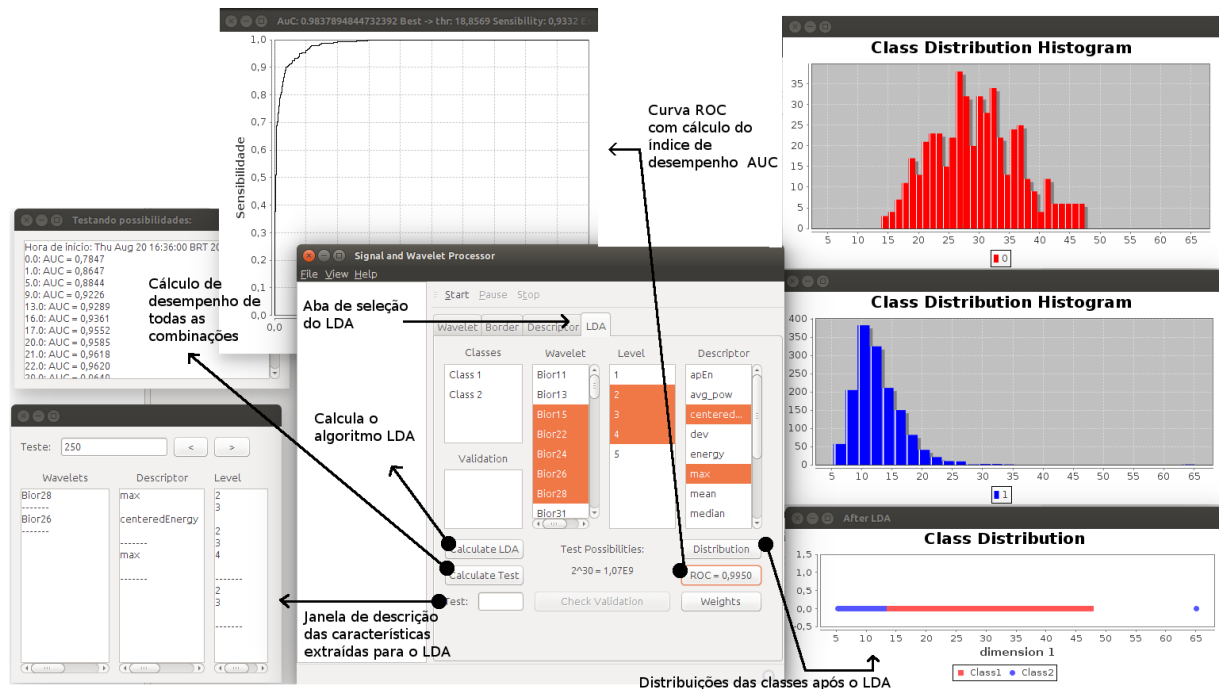 AuC: 0.9837894844732392 Best -> thr: 18,8569 Sensibility: 0,9332
1,0
0,9
0,8
0,7
0,6
0,5
0,4
0,3
0,2
0,1
0,0
0,0
Sensibilidade
Curva ROC
com cálculo do
índice de
desempenho AUC
Class Distribution Histogram
35
30
25
20
15
10
5
0
5 10 15 20 25 30 35 40 45 50 55 60 65
0
Testando possibilidades:
Hora de início: Thu Aug 20 16:36:00 BRT 20
0.0: AUC = 0,7847
1.0: AUC = 0,8647
5.0: AUC = 0,8844
9.0: AUC = 0,9226
13.0: AUC = 0,9289
16.0: AUC = 0,9361
17.0: AUC = 0,9552
20.0: AUC = 0,9585
21.0: AUC = 0,9618
22.0: AUC = 0,9620
Cálculo de
desempenho de
todas as
combinações
Signal and Wavelet Processor
File View Help
Aba de seleção
do LDA
Start Pause Stop
Wavelet Border Descriptor LDA
Classes Wavelet Level Descriptor
Class 1
Class 2
Validation
Bior11
Bior13
Bior15
Bior22
Bior24
Bior26
Bior28
Bior31
1
2
3
4
5
apEn
avg_pow
centered...
dev
energy
max
mean
median
Calcula o
algoritmo LDA
Calculate LDA Test Possibilities: Distribution
Calculate Test 2^30 = 1,07E9 ROC = 0,9950
Test: Check Validation Weights
Janela de descrição
das características
extraídas para o LDA
Teste: 250 < >
Wavelets Descriptor Level
Bior28 max 2
------- 3
Bior26 centeredEnergy
------- 2
------- 3
max 4
------- -------
2
3
-------
Class Distribution Histogram
400
350
300
250
200
150
100
50
0
5 10 15 20 25 30 35 40 45 50 55 60 65
1
After LDA
Class Distribution
1,5
1,0
0,5
0,0
-0,5
5 10 15 20 25 30 35 40 45 50 55 60 65
dimension 1
Class1 Class2
Distribuições das classes após o LDA